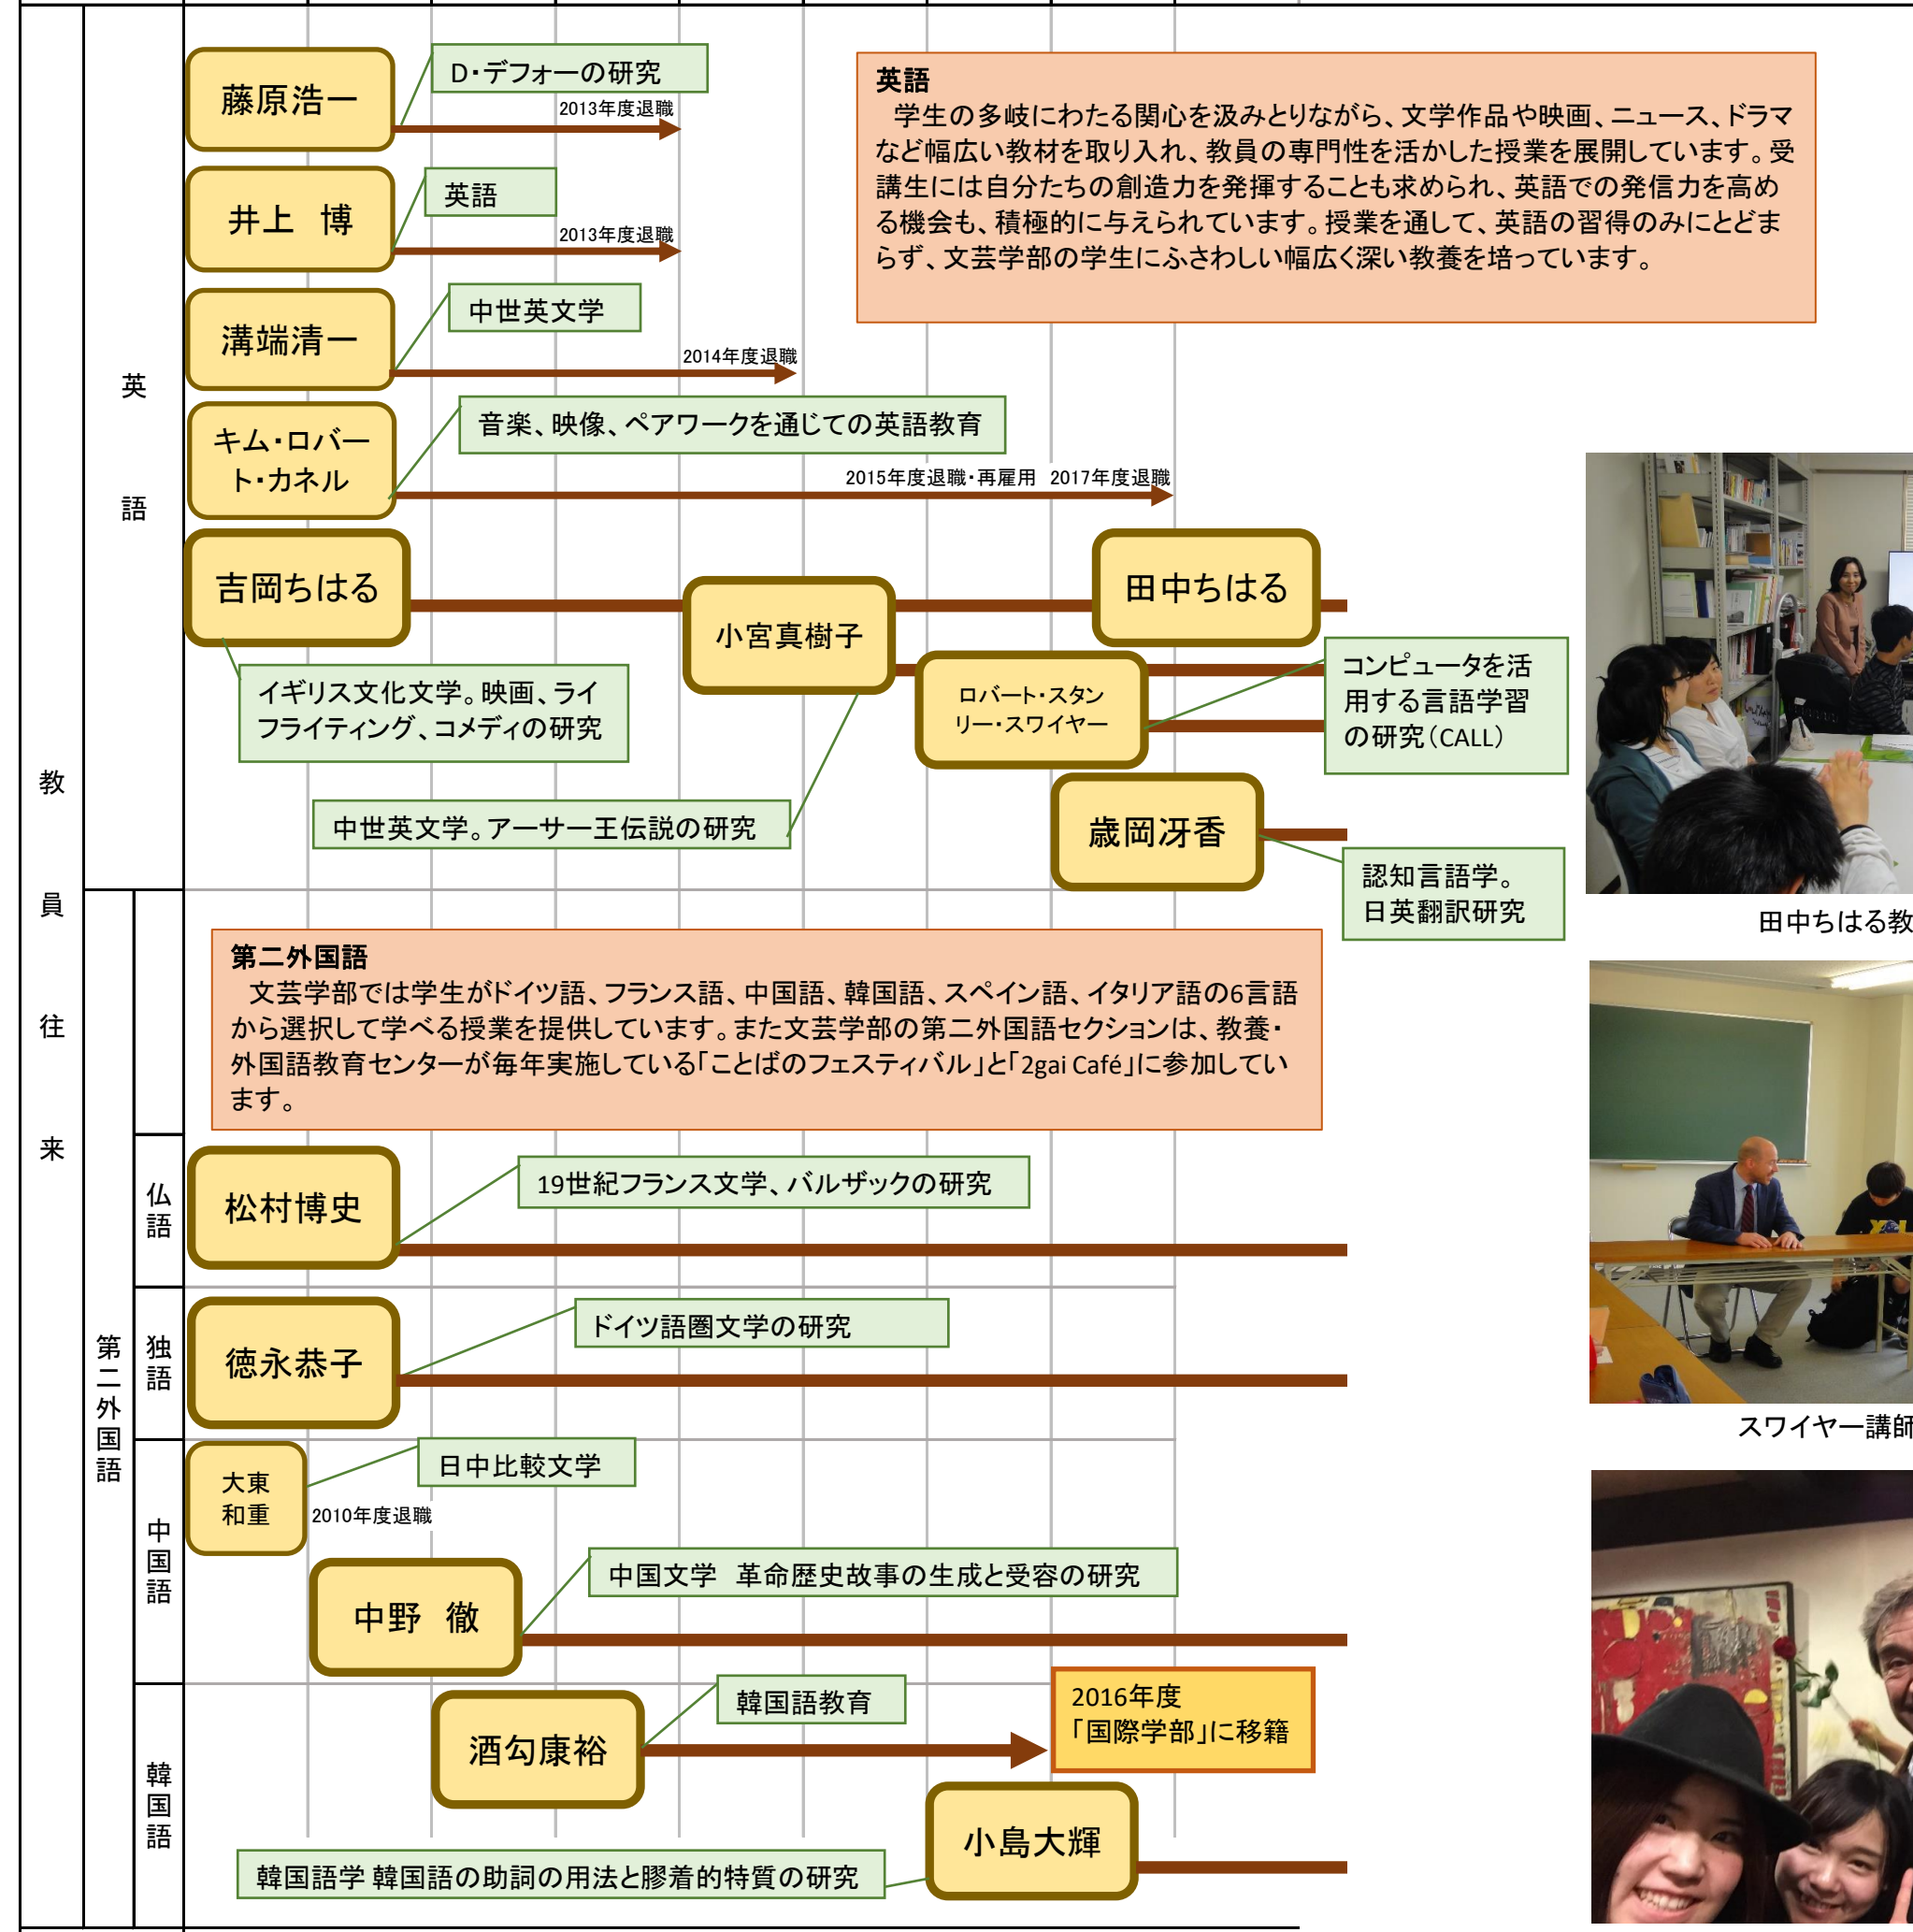 教員往来
英語
藤原浩一
D・デフォーの研究
2013年度退職
井上　博
英語
2013年度退職
溝端清一
中世英文学
2014年度退職
キム・ロバー
ト・カネル
音楽、映像、ペアワークを通じての英語教育
2015年度退職・再雇用　2017年度退職
英語
学生の多岐にわたる関心を汲みとりながら、文学作品や映画、ニュース、ドラマ
など幅広い教材を取り入れ、教員の専門性を活かした授業を展開しています。受
講生には自分たちの創造力を発揮することも求められ、英語での発信力を高め
る機会も、積極的に与えられています。授業を通して、英語の習得のみにとどま
らず、文芸学部の学生にふさわしい幅広く深い教養を培っています。
吉岡ちはる
田中ちはる
イギリス文化文学。映画、ライ
フライティング、コメディの研究
小宮真樹子
中世英文学。アーサー王伝説の研究
ロバート・スタン
リー・スワイヤー
コンピュータを活
用する言語学習
の研究（CALL）
歳岡冴香
認知言語学。
日英翻訳研究
田中ちはる教
第二外国語
第二外国語
文芸学部では学生がドイツ語、フランス語、中国語、韓国語、スペイン語、イタリア語の6言語
から選択して学べる授業を提供しています。また文芸学部の第二外国語セクションは、教養・
外国語教育センターが毎年実施している「ことばのフェスティバル」と「2gai Café」に参加してい
ます。
仏語
松村博史
19世紀フランス文学、バルザックの研究
独語
徳永恭子
ドイツ語圏文学の研究
スワイヤー講師
中国語
大東
和重
日中比較文学
2010年度退職
中野　徹
中国文学　革命歴史故事の生成と受容の研究
韓国語
酒勾康裕
韓国語教育
2016年度
「国際学部」に移籍
小島大輝
韓国語学 韓国語の助詞の用法と膠着的特質の研究